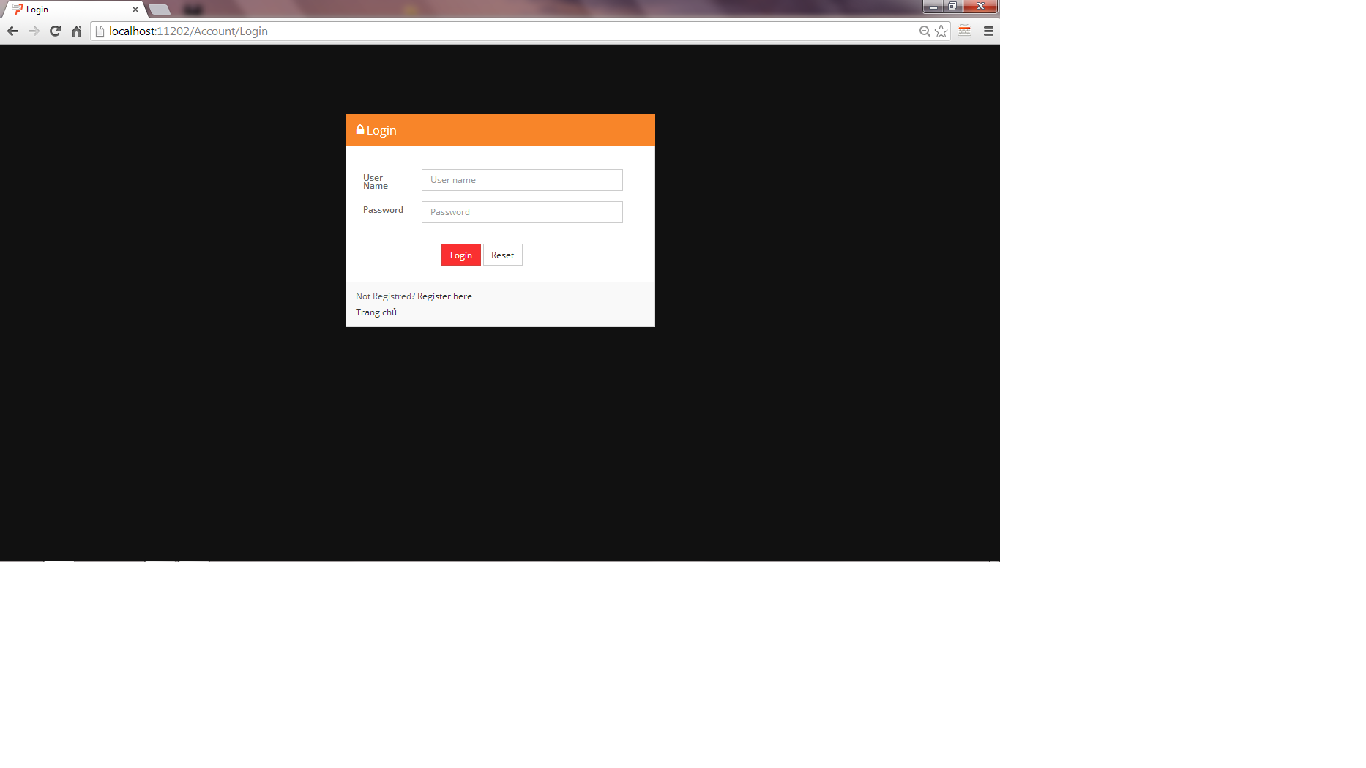 Login
localhost:11202/Account/Login
Login
User
Name
User name
Password
Password
Login
Reset
Not Registred? Register here
Trang chủ